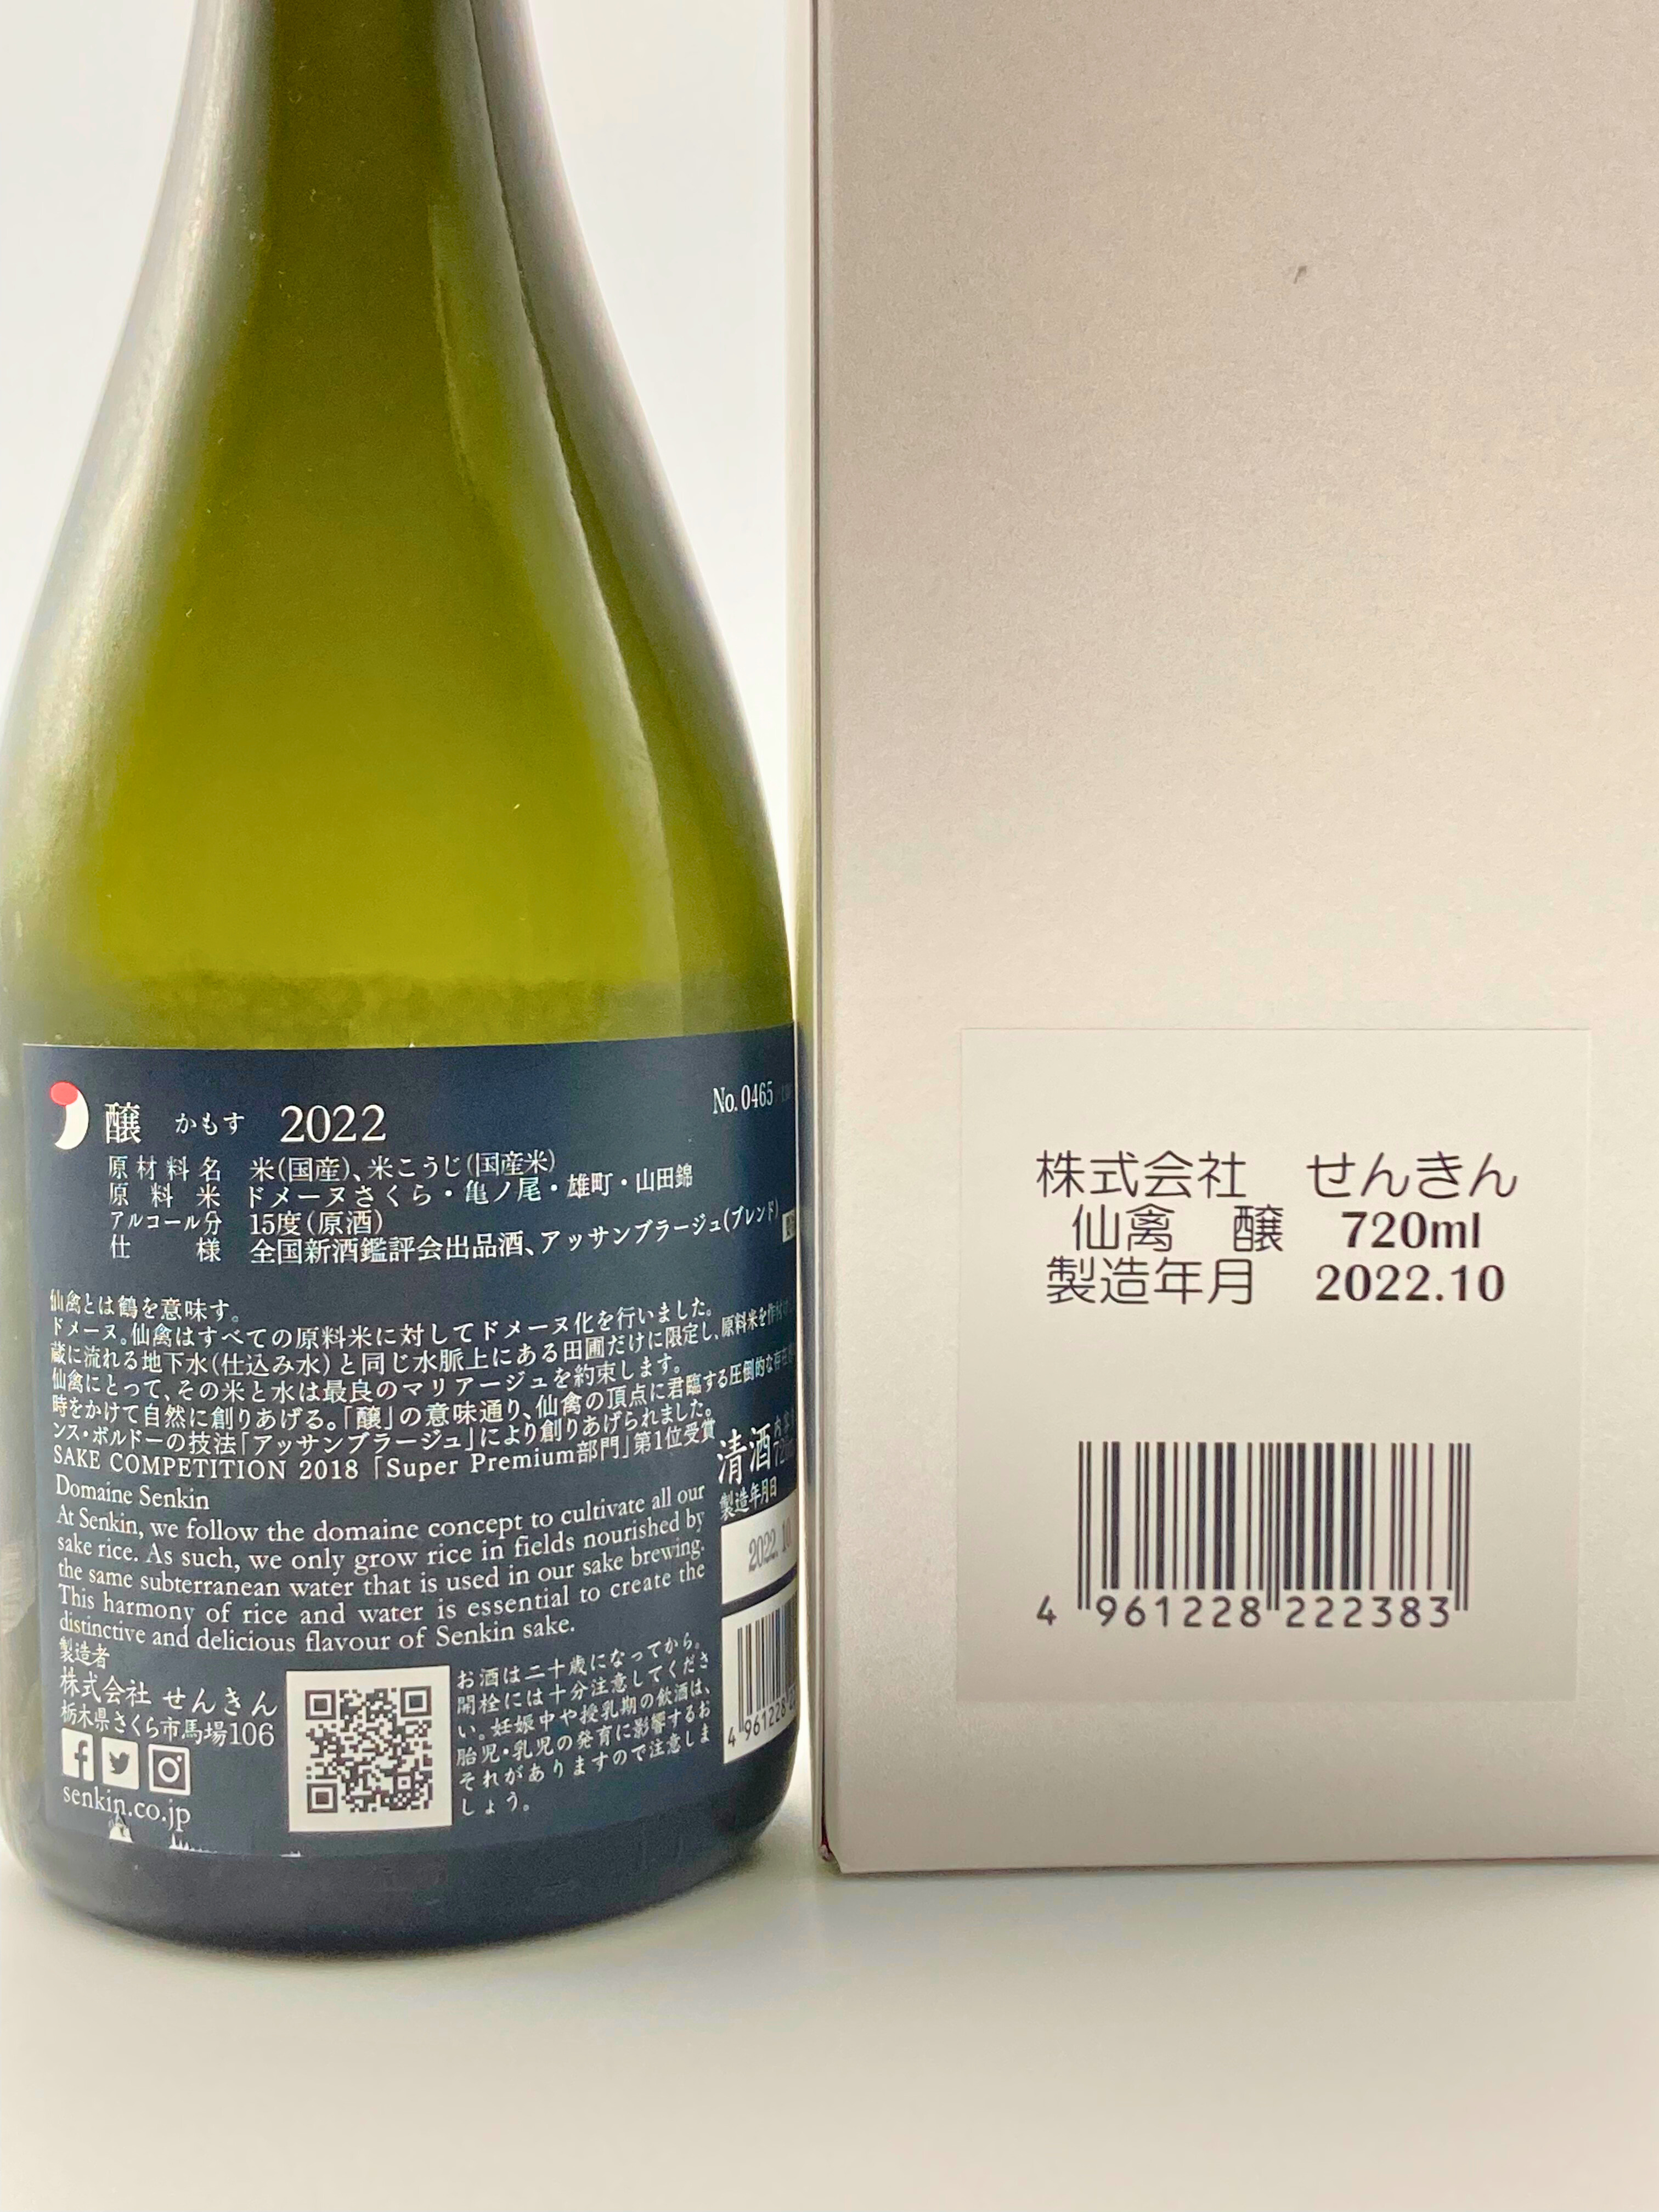 醸 かもす 2022
No. 0465
原材料名 米(国産)、米こうじ(国産米)
原料米 ドメーヌさくら・亀ノ尾・雄町・山田錦
アルコール分 15度(原酒)
仕様 全国新酒鑑評会出品酒、アッサンブラージュ(ブレンド)
仙禽とは鶴を意味す。
ドメーヌ。仙禽はすべての原料米に対してドメーヌ化を行いました。
蔵に流れる地下水(仕込み水)と同じ水脈上にある田圃だけに限定し、原料米を作付け
仙禽にとって、その米と水は最良のマリアージュを約束します。
時をかけて自然に創りあげる。「醸」の意味通り、仙禽の頂点に君臨する圧倒的な存在
ンス・ボルドーの技法「アッサンブラージュ」により創りあげられました。
SAKE COMPETITION 2018「Super Premium部門」第1位受賞
Domaine Senkin
At Senkin, we follow the domaine concept to cultivate all our
sake rice. As such, we only grow rice in fields nourished by
the same subterranean water that is used in our sake brewing.
This harmony of rice and water is essential to create the
distinctive and delicious flavour of Senkin sake.
清酒
製造年月日
2022.10
4 961228
製造者
株式会社 せんきん
栃木県さくら市馬場106
senkin.co.jp
お酒は二十歳になってから。
開栓には十分注意してくださ
い。妊娠中や授乳期の飲酒は、
胎児・乳児の発育に影響するお
それがありますので注意しま
しょう。
株式会社 せんきん
仙禽 醸 720ml
製造年月 2022.10
4 961228 222383